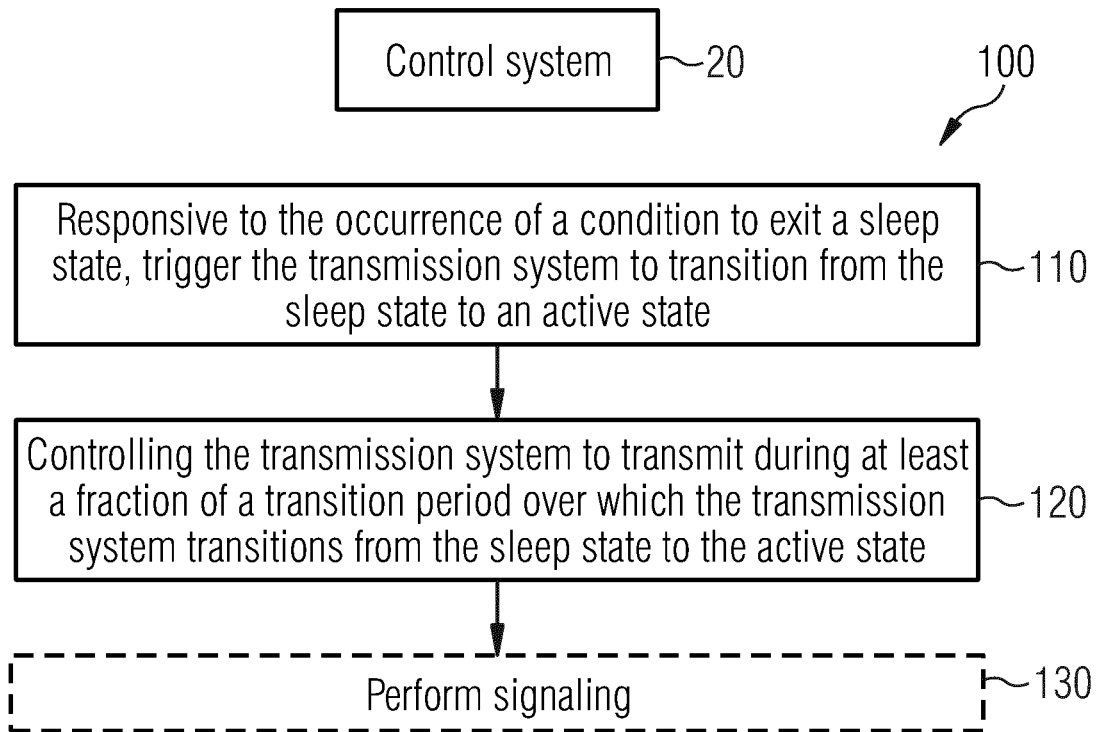 Control system
20
100
Responsive to the occurrence of a condition to exit a sleep
state, trigger the transmission system to transition from the
sleep state to an active state
110
Controlling the transmission system to transmit during at least
a fraction of a transition period over which the transmission
system transitions from the sleep state to the active state
120
Perform signaling
130